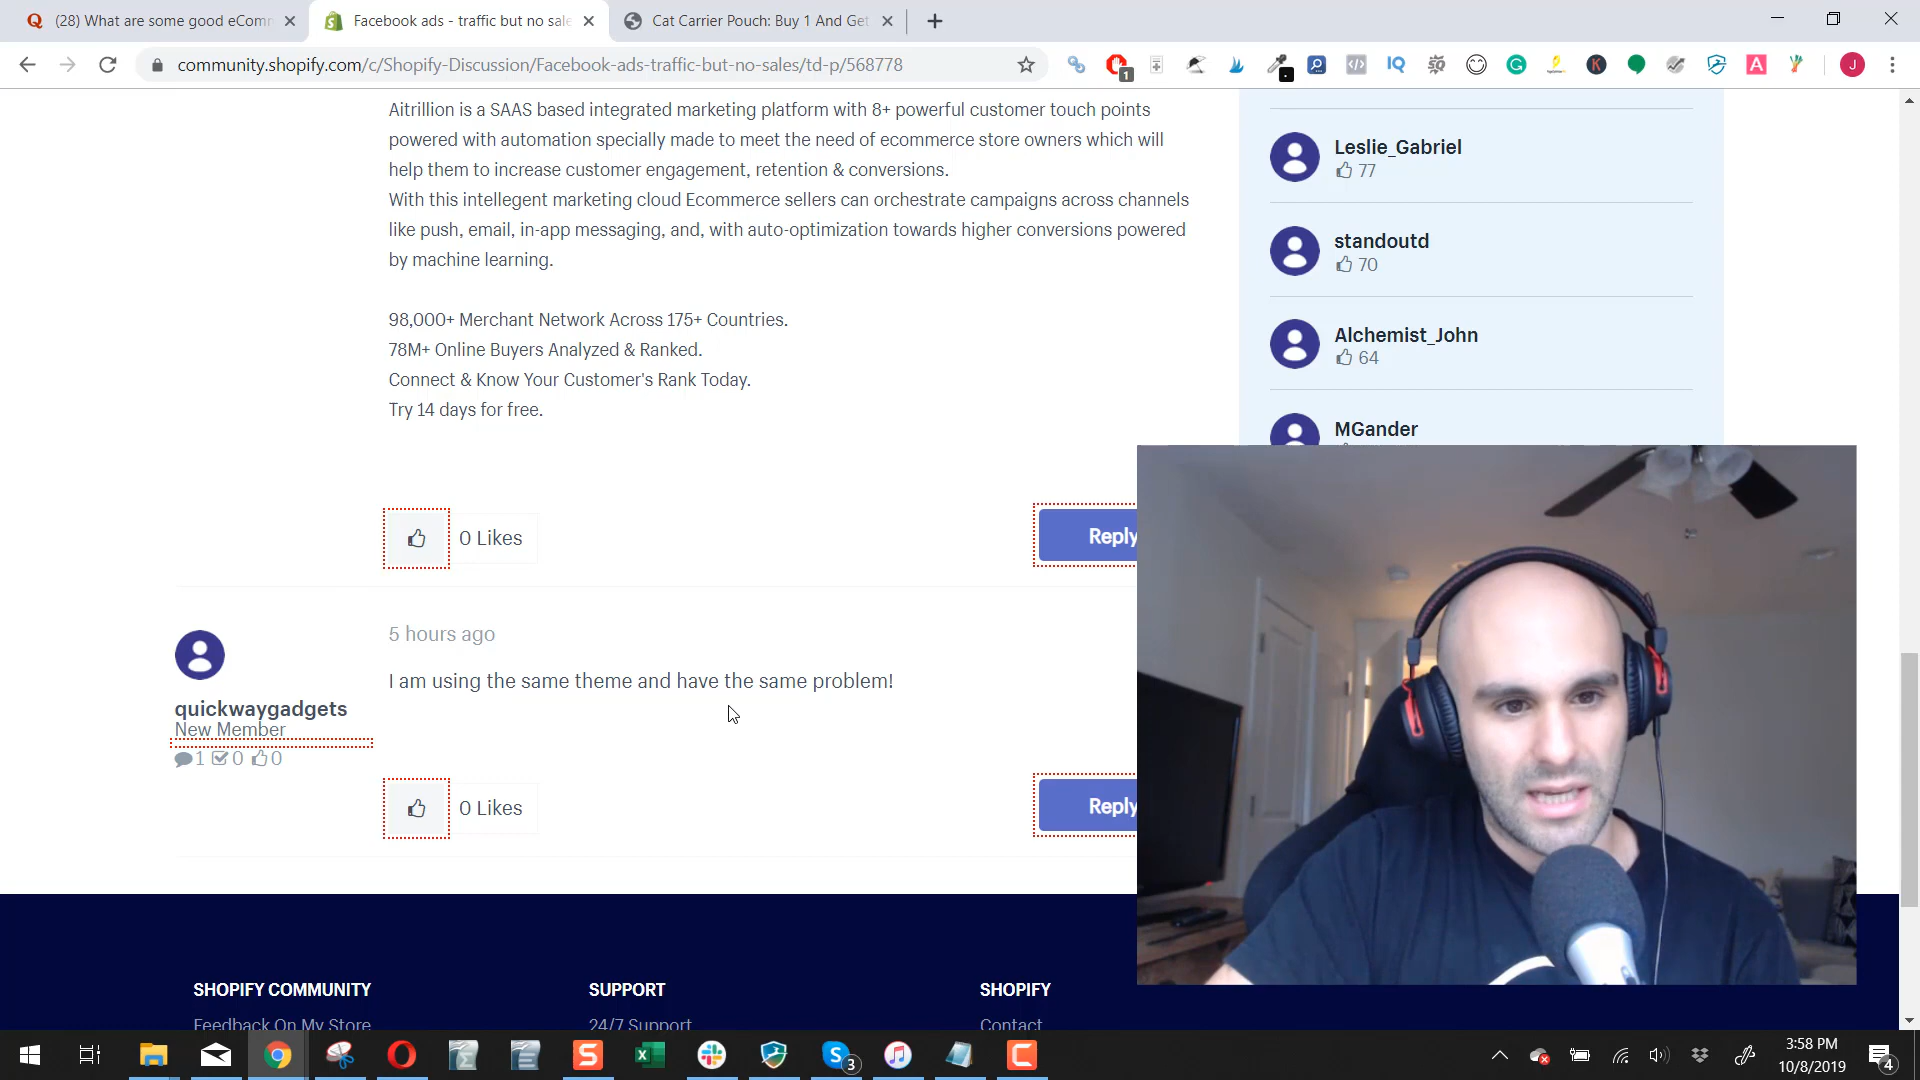 (28) What are some good eComm
Facebook ads - traffic but no sale
Cat Carrier Pouch: Buy 1 And Get
community.shopify.com/c/Shopify-Discussion/Facebook-ads-traffic-but-no-sales/td-p/568778
Aitrillion is a SAAS based integrated marketing platform with 8+ powerful customer touch points
powered with automation specially made to meet the need of ecommerce store owners which will
help them to increase customer engagement, retention & conversions.
With this intellegent marketing cloud Ecommerce sellers can orchestrate campaigns across channels
like push, email, in-app messaging, and, with auto-optimization towards higher conversions powered
by machine learning.
98,000+ Merchant Network Across 175+ Countries.
78M+ Online Buyers Analyzed & Ranked.
Connect & Know Your Customer's Rank Today.
Try 14 days for free.
0 Likes
Reply
Leslie_Gabriel
77
standoutd
70
Alchemist_John
64
MGander
5 hours ago
I am using the same theme and have the same problem!
quickwaygadgets
New Member
1 0 0
0 Likes
Reply
SHOPIFY COMMUNITY
Feedback On My Store
SUPPORT
24/7 Support
SHOPIFY
Contact
3:58 PM
10/8/2019
4